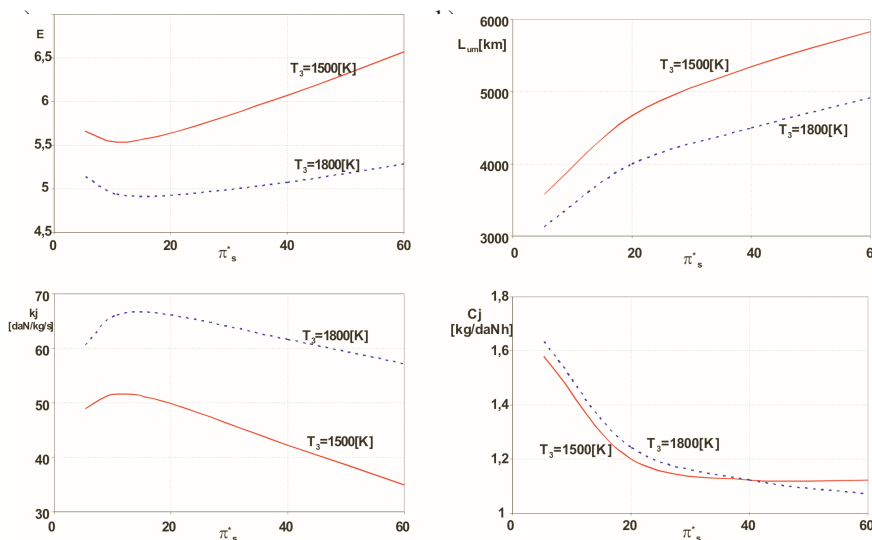 E
6,5
6
5,5
5
4,5
T3=1500[K]
T3=1800[K]
0
20
40
60
π*s
6000
Lum[km]
5000
4000
3000
T3=1500[K]
T3=1800[K]
0
20
40
60
π*s
70
kj
[daN/kg/s]
60
50
40
30
T3=1800[K]
T3=1500[K]
0
20
40
60
π*s
1,8
Cj
[kg/daNh]
1,6
1,4
1,2
1
T3=1500[K]
T3=1800[K]
0
20
40
60
π*s